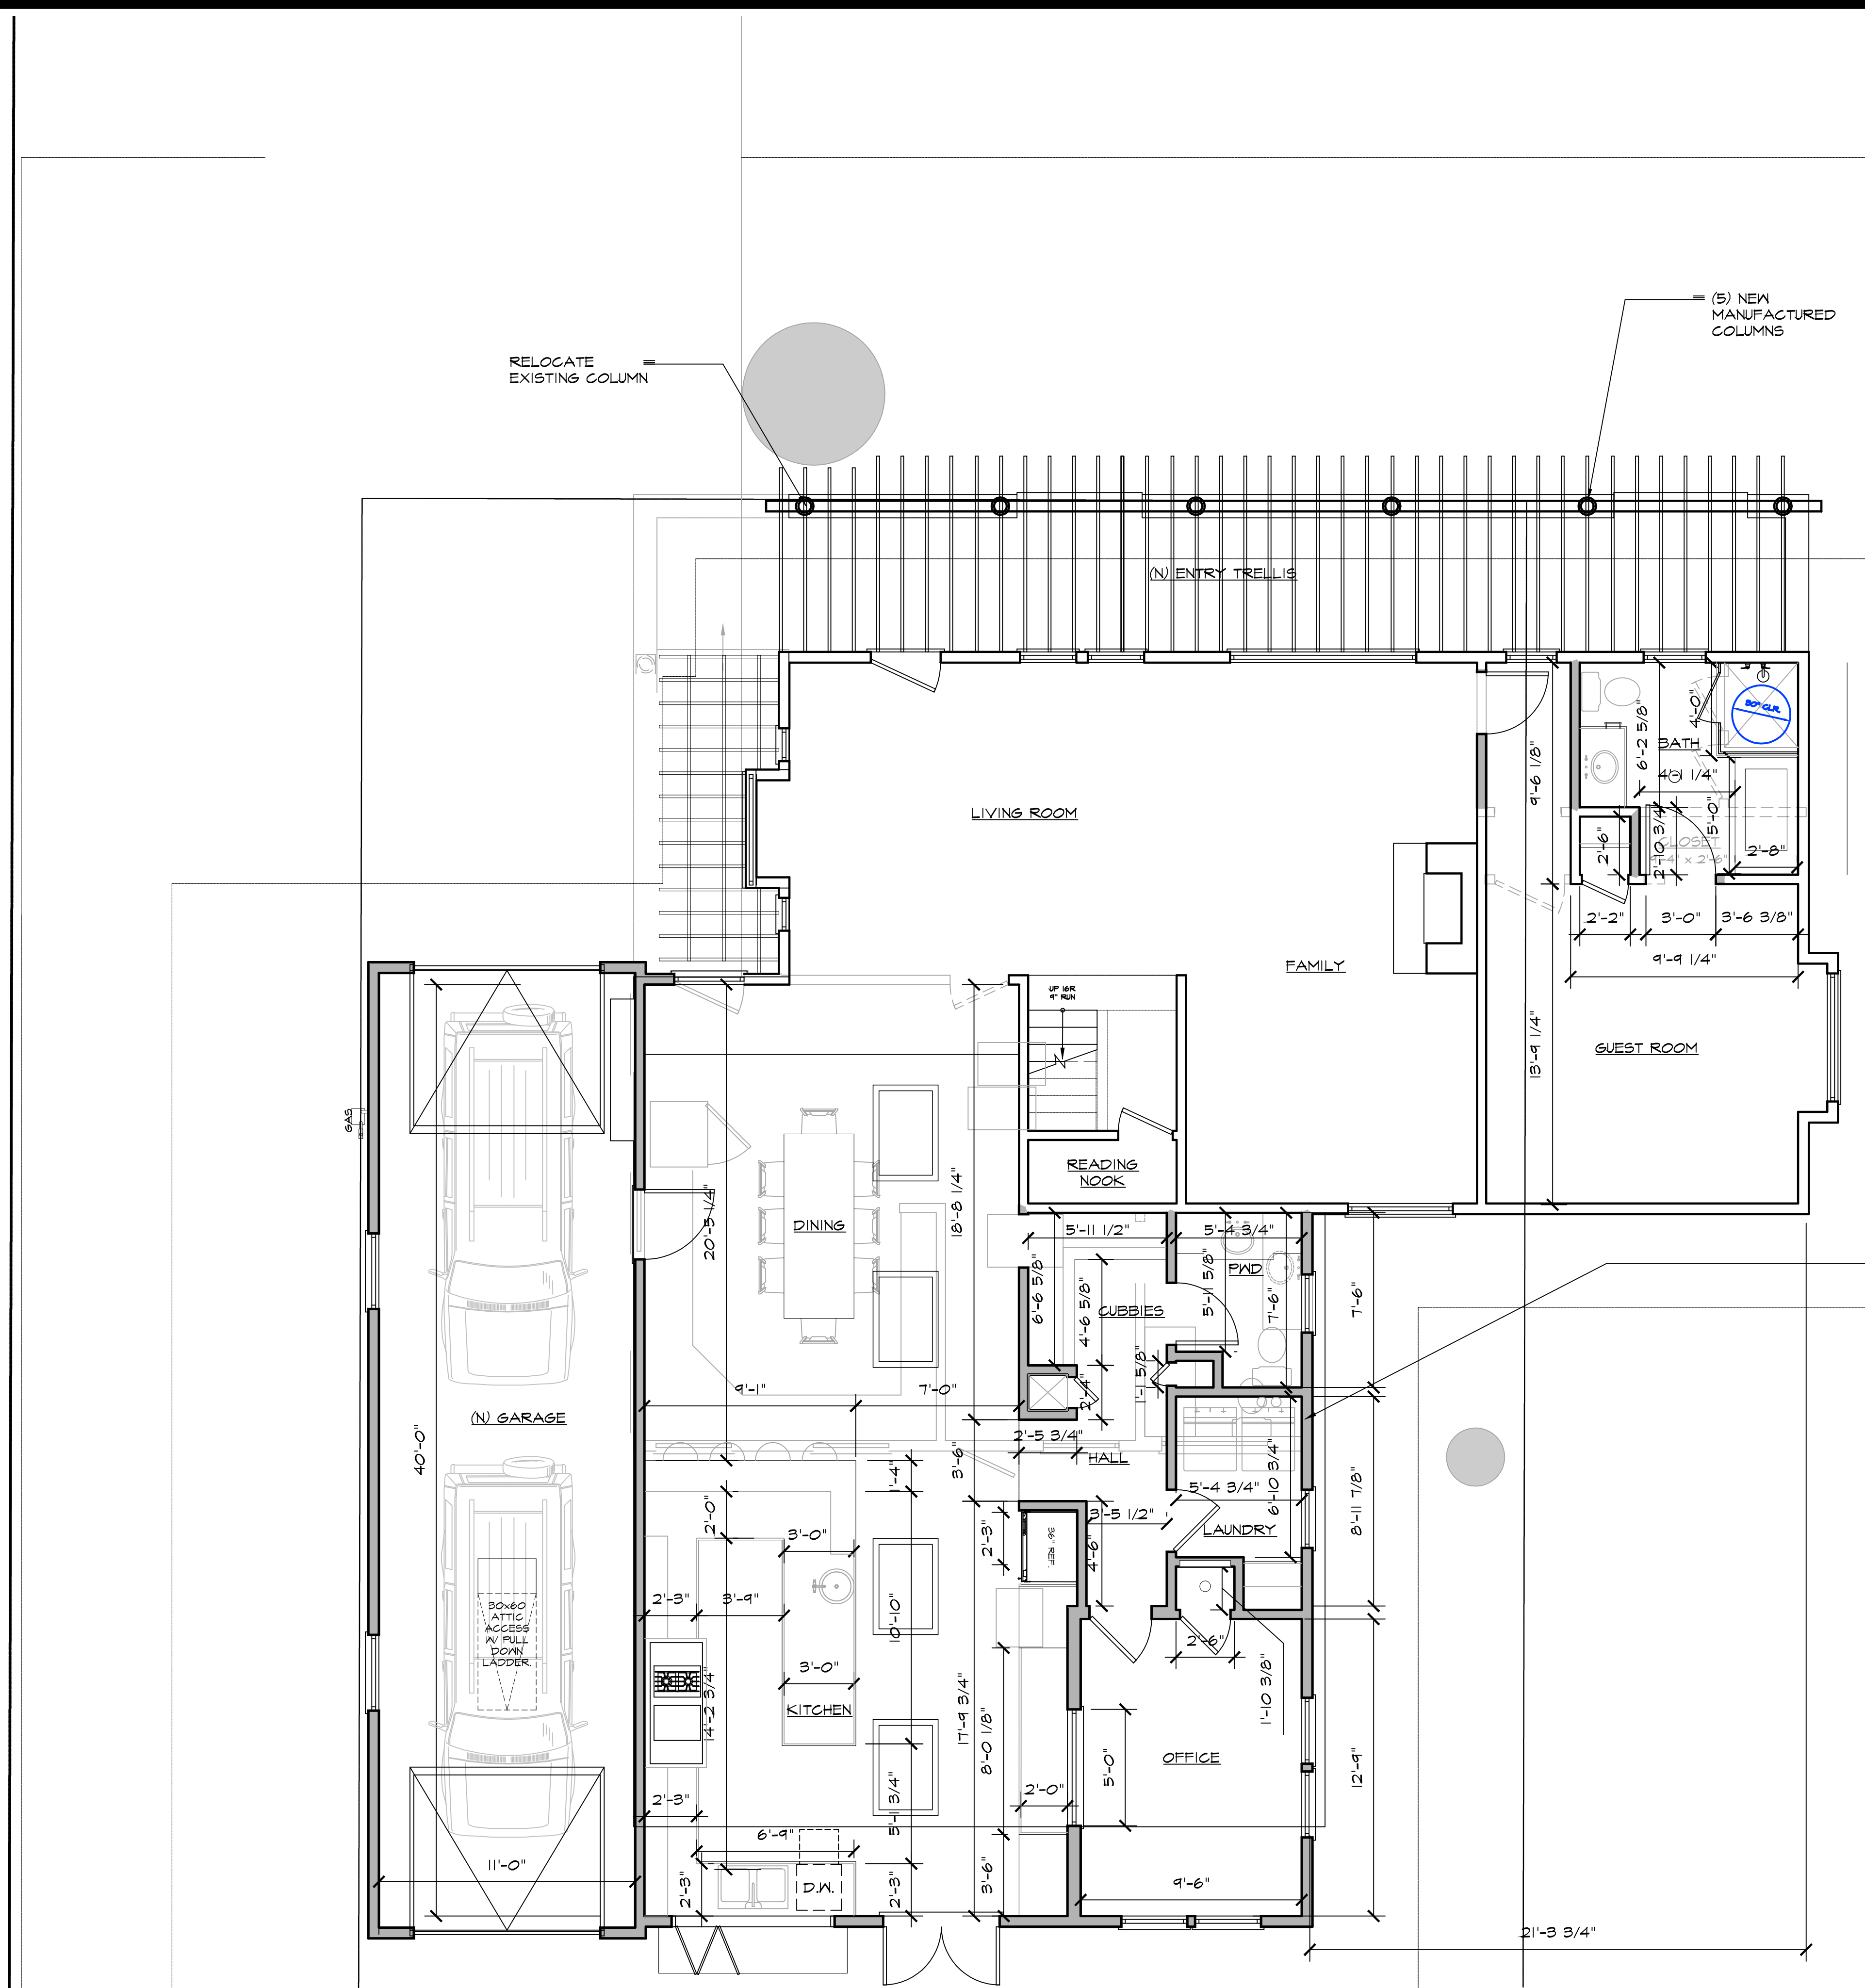 (5) NEW
MANUFACTURED
COLUMNS
RELOCATE
EXISTING COLUMN
(N) ENTRY TRELLIS
30" CLR.
4'-0"
6'-2 5/8"
BATH
4'-1 1/4"
9'-6 1/8"
LIVING ROOM
5'-0"
2'-10 3/4"
2'-6"
CLOSET
9'-4" x 2'-6"
2'-8"
2'-2"
3'-0"
3'-6 3/8"
9'-9 1/4"
FAMILY
UP 16R
9" RUN
GUEST ROOM
13'-9 1/4"
GAS
READING
NOOK
18'-8 1/4"
20'-5 1/4"
DINING
5'-11 1/2"
5'-4 3/4"
PWD
6'-6 5/8"
4'-6 5/8"
CUBBIES
5'-11 5/8"
7'-6"
7'-6"
1'-1 5/8"
2'-4"
9'-1"
7'-0"
(N) GARAGE
40'-0"
2'-5 3/4"
HALL
3'-6"
1'-4"
6'-10 3/4"
5'-4 3/4"
8'-11 7/8"
2'-0"
3'-0"
2'-3"
36" REF.
3'-5 1/2"
LAUNDRY
4'-6"
2'-3"
3'-9"
10'-10"
30x60
ATTIC
ACCESS
W/ PULL
DOWN
LADDER.
2'-6"
3'-0"
14'-2 3/4"
KITCHEN
17'-9 3/4"
8'-0 1/8"
1'-10 3/8"
OFFICE
5'-0"
12'-9"
2'-3"
5'-1 3/4"
2'-0"
6'-9"
11'-0"
2'-3"
D.W.
2'-3"
3'-6"
9'-6"
21'-3 3/4"